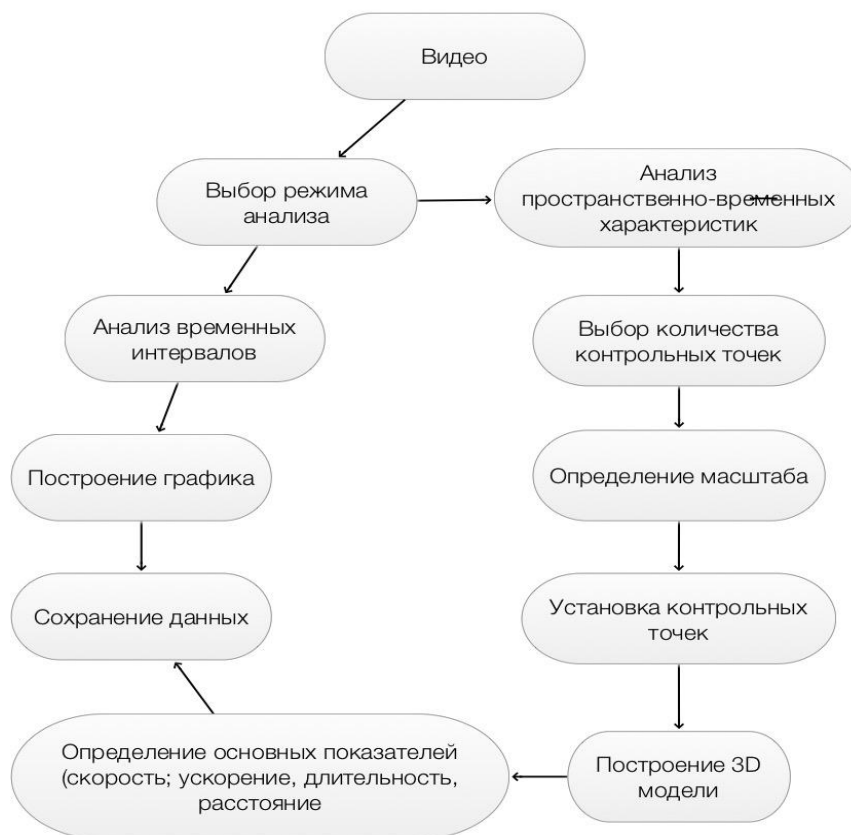 Видео
Выбор режима
анализа
Анализ
пространственно-временных
характеристик
Анализ временных
интервалов
Выбор количества
контрольных точек
Построение графика
Определение масштаба
Сохранение данных
Установка контрольных
точек
Определение основных показателей
(скорость; ускорение, длительность,
расстояние
Построение 3D
модели